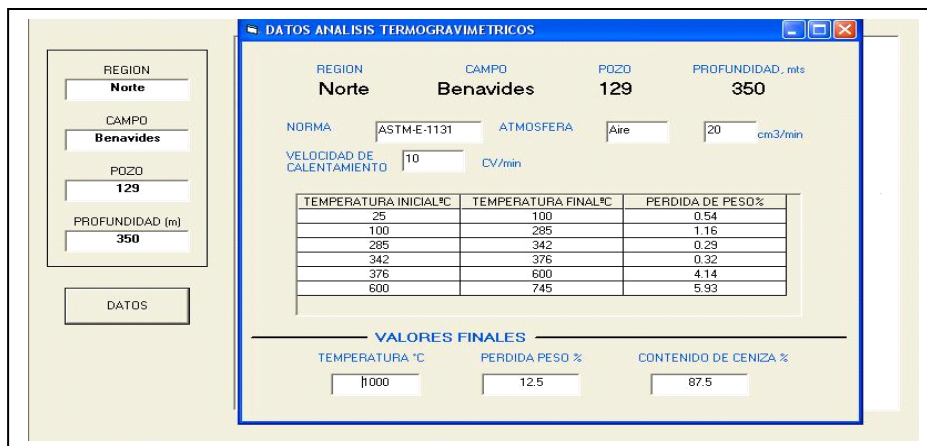 REGION
Norte
CAMPO
Benavides
POZO
129
PROFUNDIDAD (m)
350
DATOS
DATOS ANALISIS TERMOGRAVIMETRICOS
REGION CAMPO POZO PROFUNDIDAD, mts
Norte Benavides 129 350
NORMA ASTM-E-1131 ATMOSFERA Aire 20 cm3/min
VELOCIDAD DE CALENTAMIENTO 10 CV/min
TEMPERATURA INICIALºC TEMPERATURA FINALºC PERDIDA DE PESO%
25 100 0.54
100 285 1.16
285 342 0.29
342 376 0.32
376 600 4.14
600 745 5.93
VALORES FINALES
TEMPERATURA °C PERDIDA PESO % CONTENIDO DE CENIZA %
1000 12.5 87.5